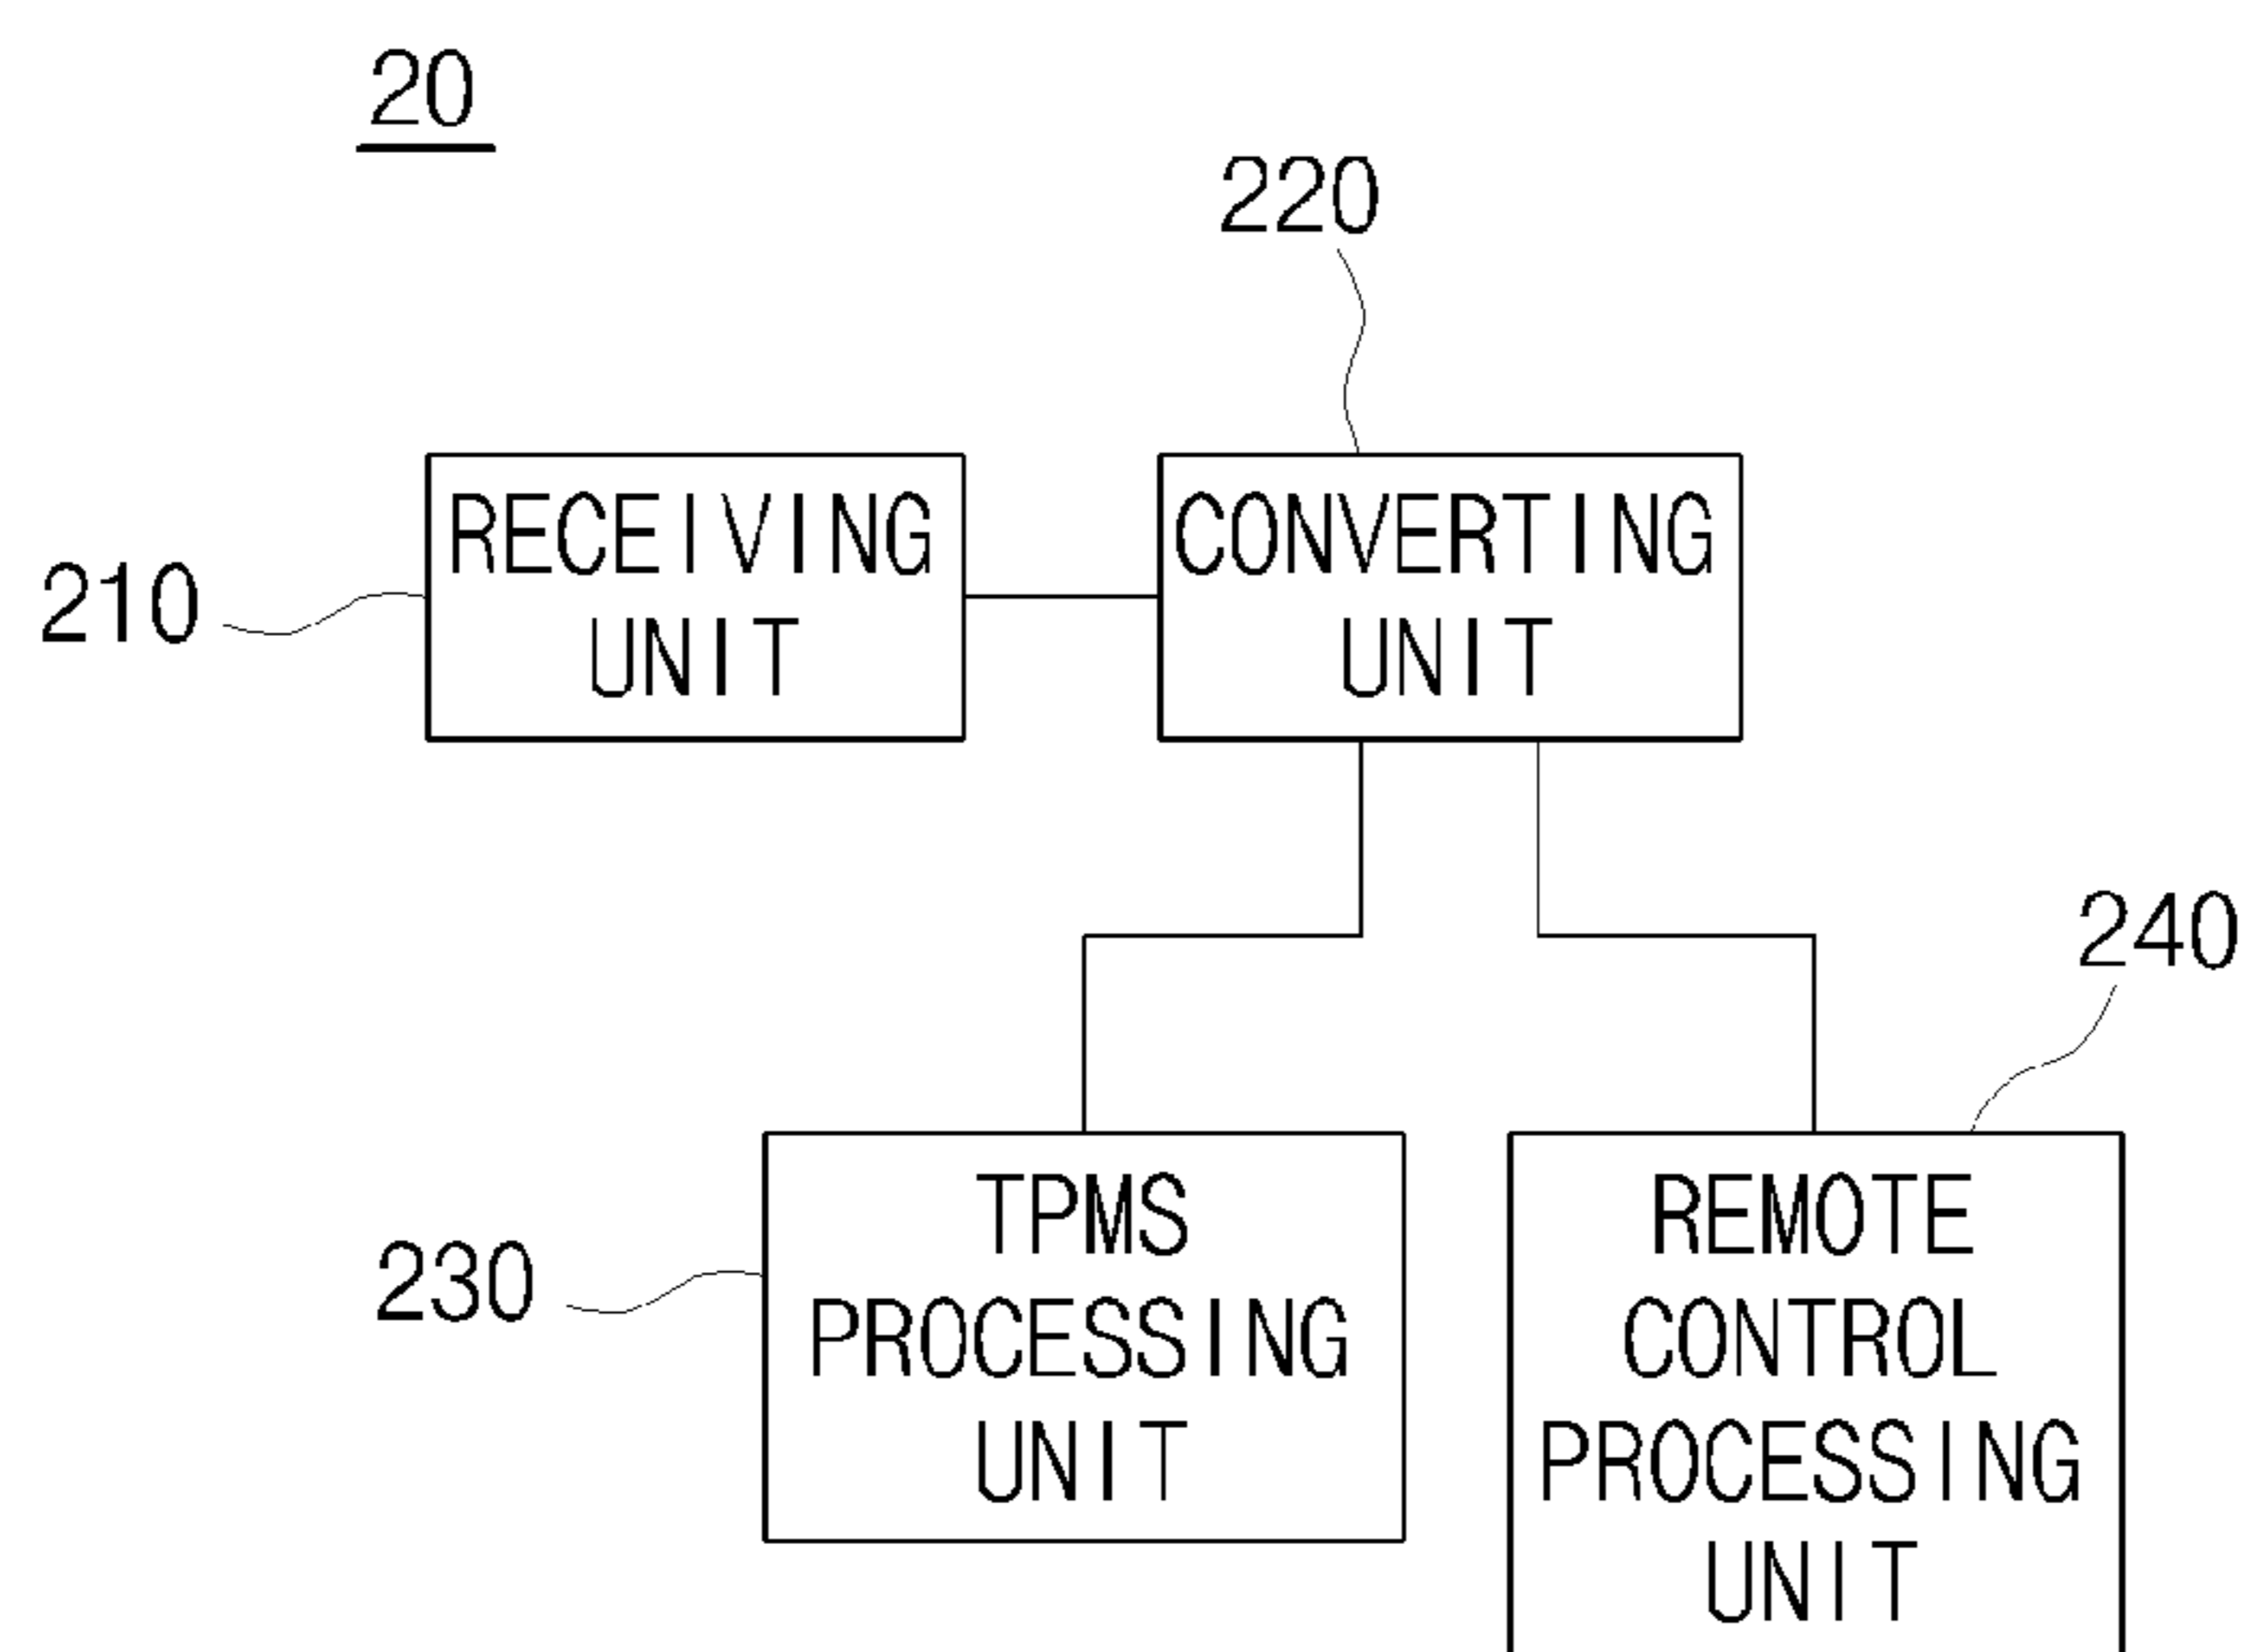 20
220
RECEIVING
UNIT
CONVERTING
UNIT
210
240
TPMS
PROCESSING
UNIT
230
REMOTE
CONTROL
PROCESSING
UNIT